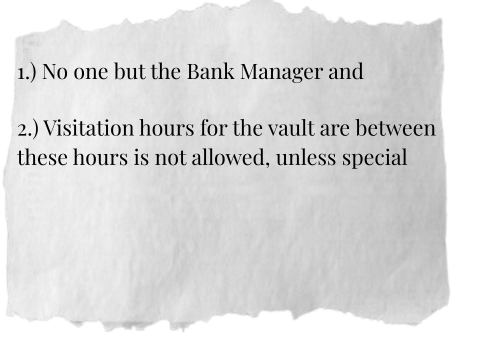 1.) No one but the Bank Manager and
2.) Visitation hours for the vault are between
these hours is not allowed, unless special